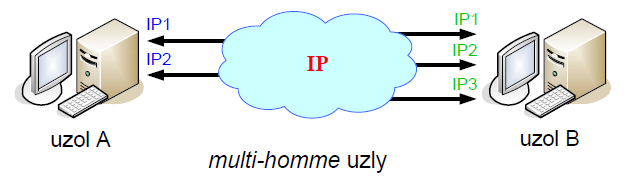 IP1
IP2
IP
IP1
IP2
IP3
uzol A
uzol B
multi-homme uzly